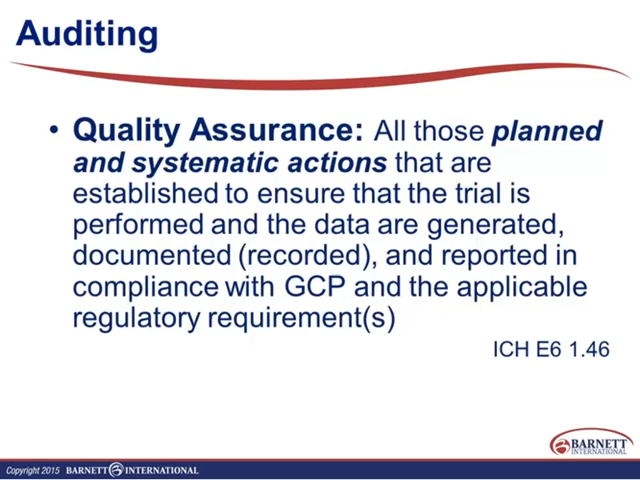 Auditing
• Quality Assurance: All those planned
and systematic actions that are
established to ensure that the trial is
performed and the data are generated,
documented (recorded), and reported in
compliance with GCP and the applicable
regulatory requirement(s)
ICH E6 1.46
BARNETT
INTERNATIONAL
Copyright 2015 BARNETT INTERNATIONAL